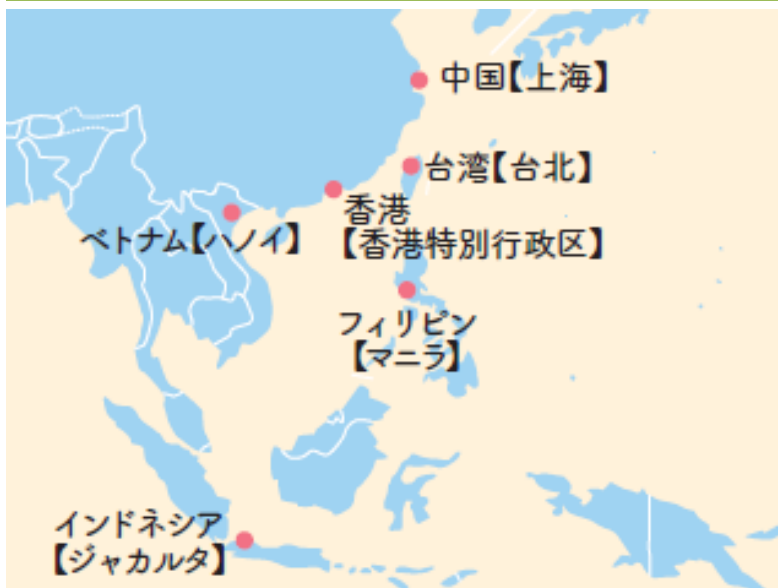 中国【上海】
台湾【台北】
香港
【香港特別行政区】
ベトナム【ハノイ】
フィリピン
【マニラ】
インドネシア
【ジャカルタ】